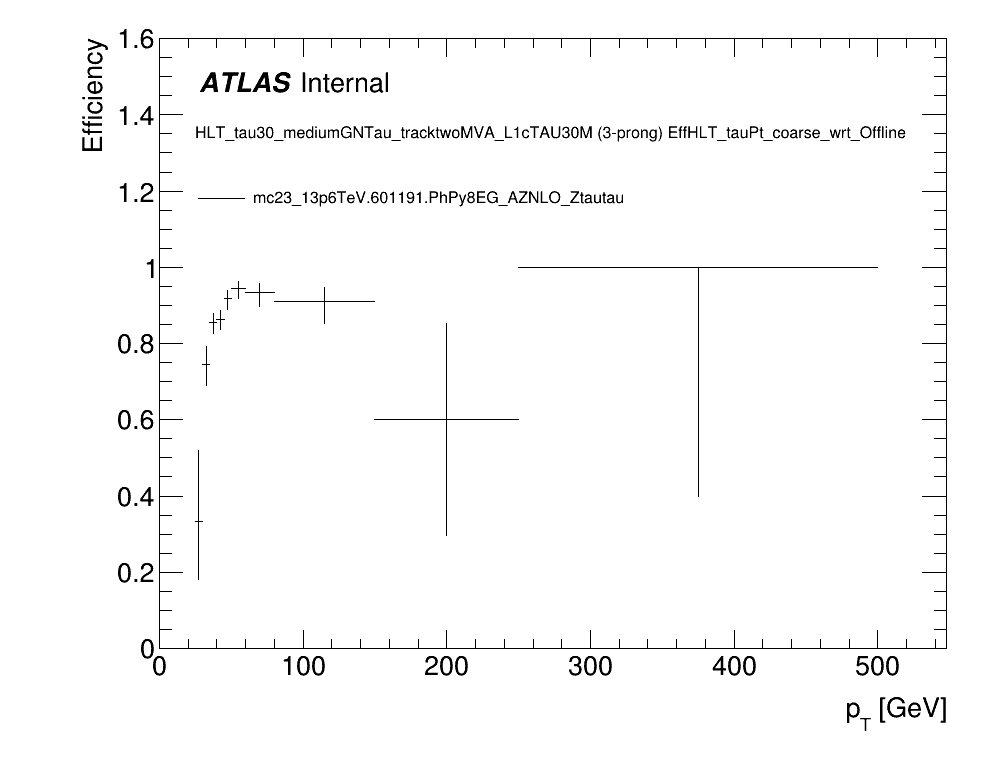 Efficiency
1.6
1.4
1.2
1
0.8
0.6
0.4
0.2
0
ATLAS Internal
HLT_tau30_mediumGNTau_tracktwoMVA_L1cTAU30M (3-prong) EffHLT_tauPt_coarse_wrt_Offline
mc23_13p6TeV.601191.PhPy8EG_AZNLO_Ztautau
0 100 200 300 400 500
p_T [GeV]